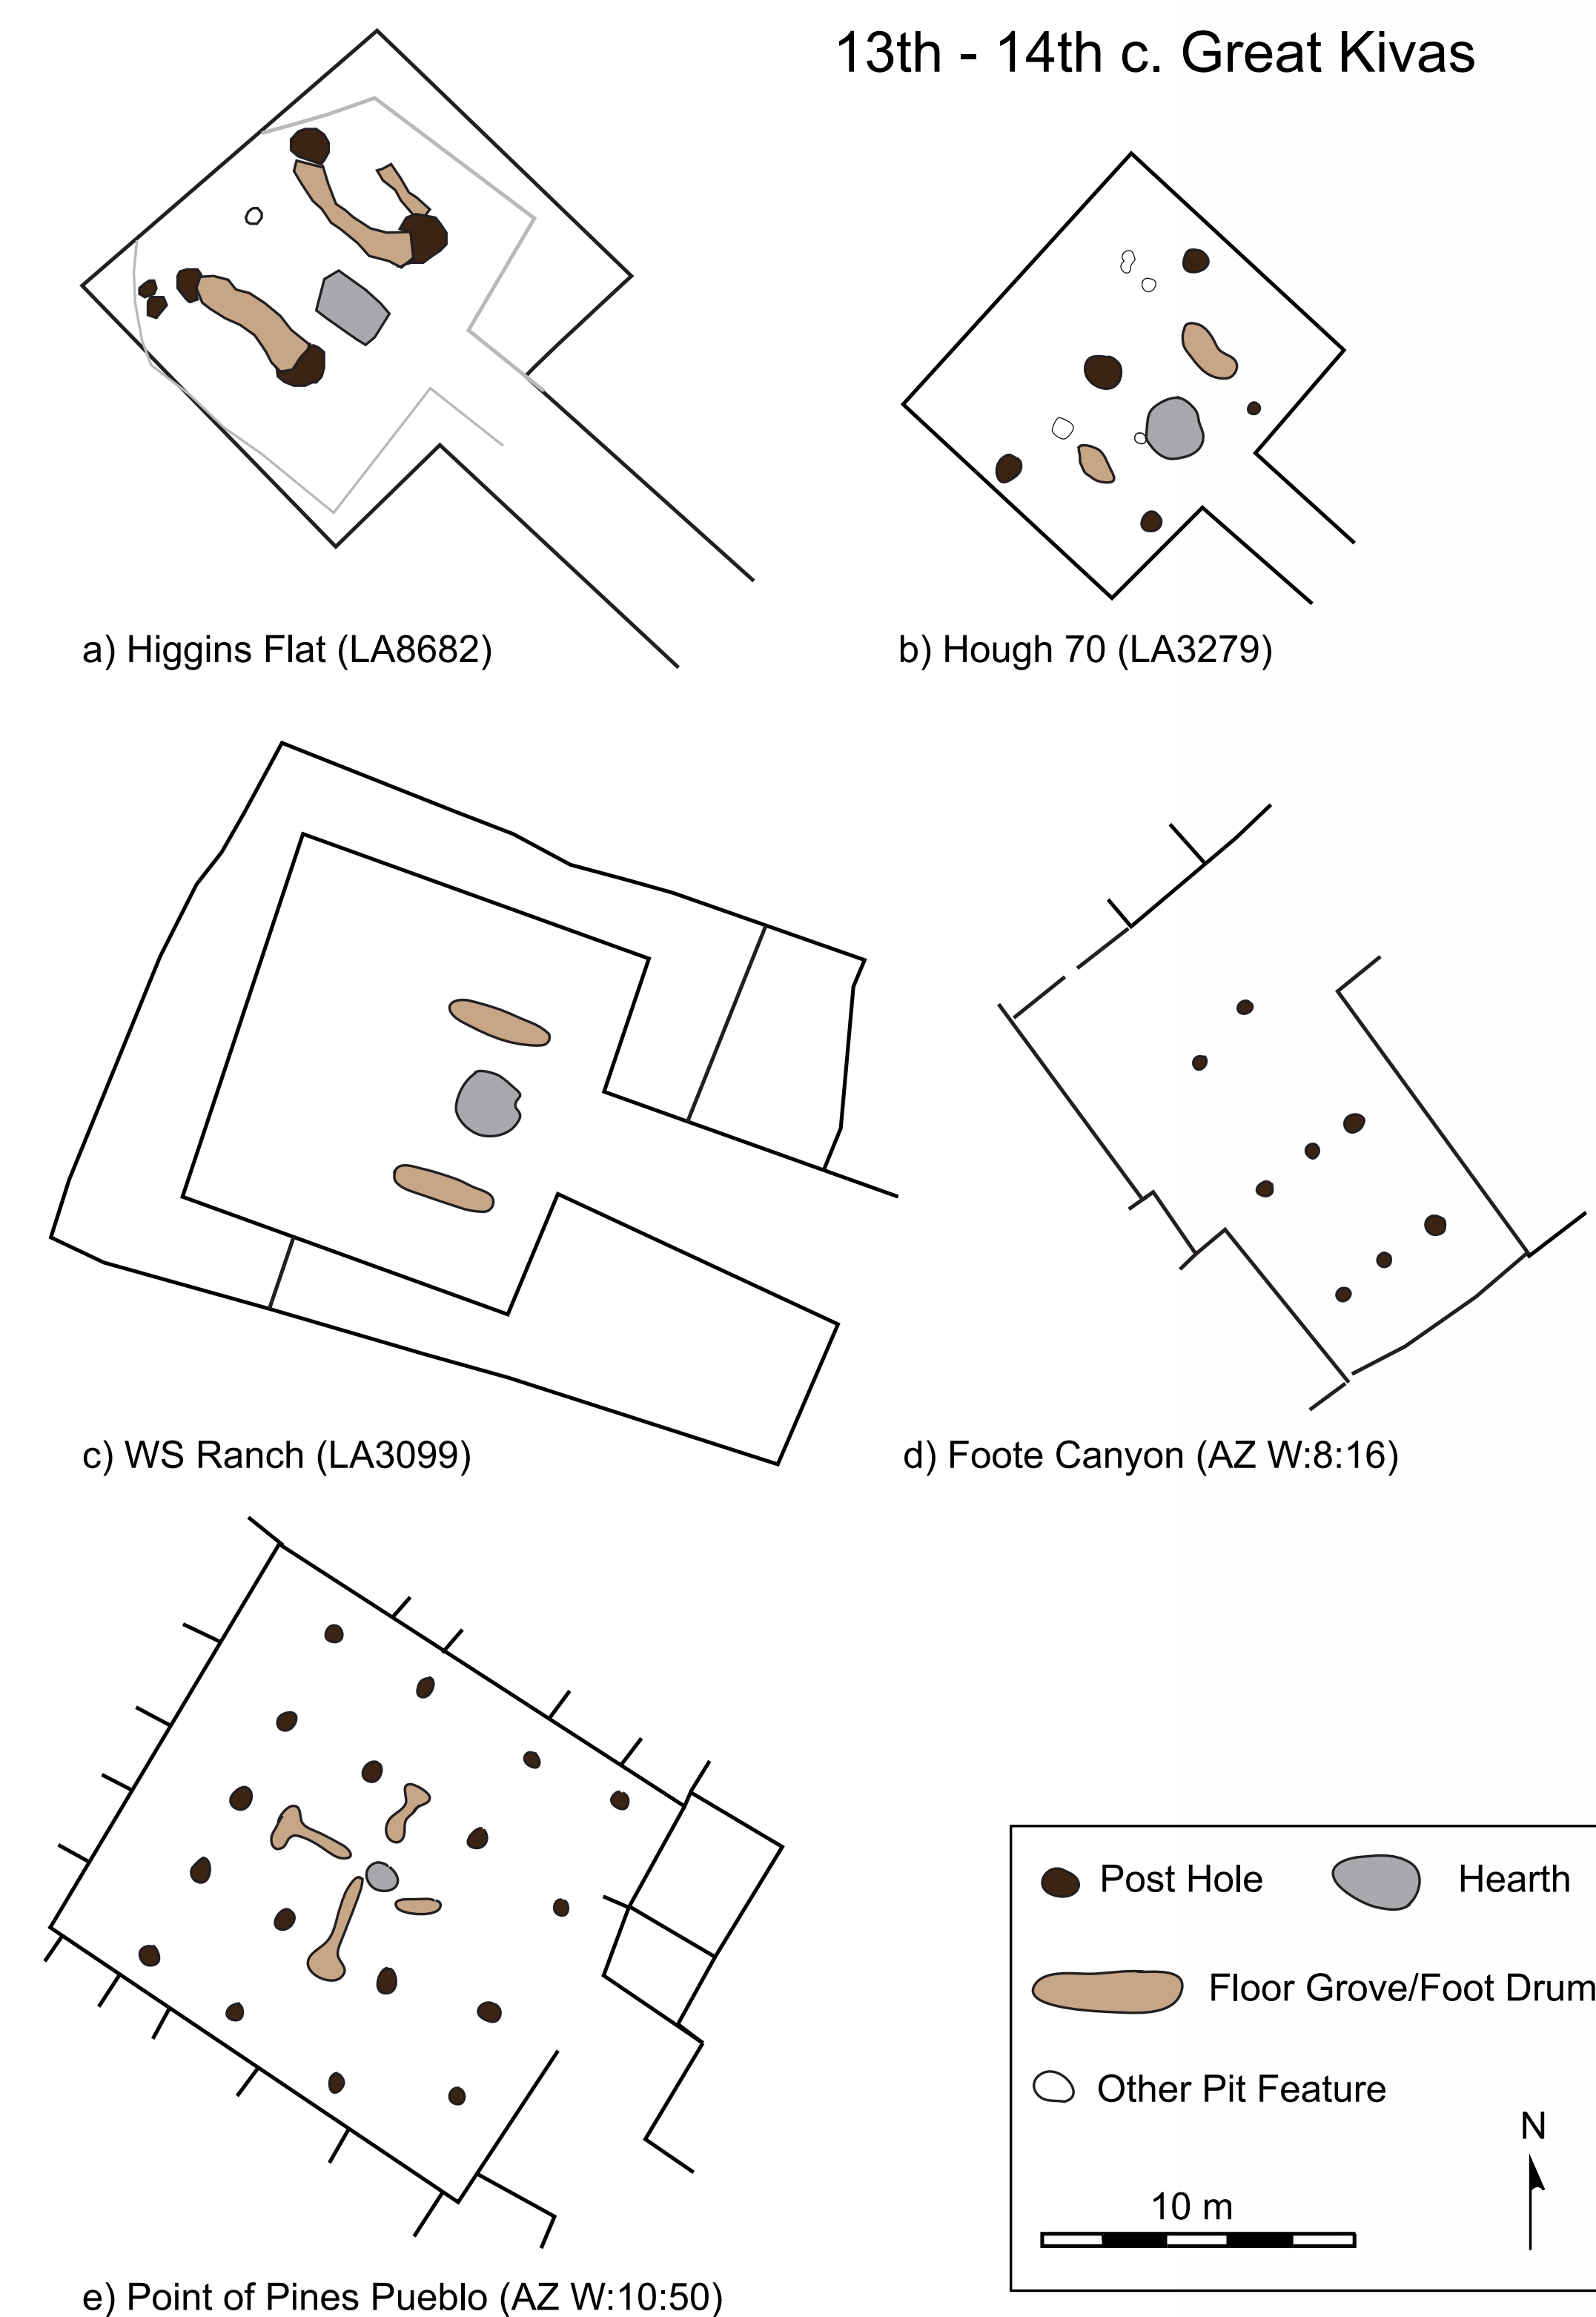 13th - 14th c. Great Kivas
a) Higgins Flat (LA8682)
b) Hough 70 (LA3279)
c) WS Ranch (LA3099)
d) Foote Canyon (AZ W:8:16)
e) Point of Pines Pueblo (AZ W:10:50)
Post Hole
Hearth
Floor Grove/Foot Drum
Other Pit Feature
N
10 m